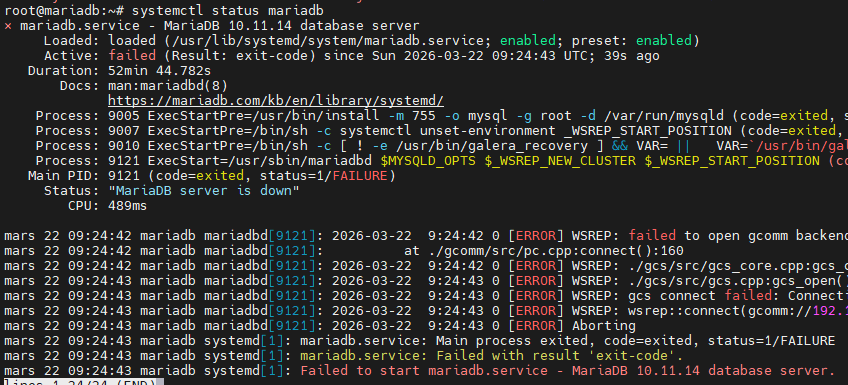 root@mariadb:~# systemctl status mariadb
× mariadb.service - MariaDB 10.11.14 database server
Loaded: loaded (/usr/lib/systemd/system/mariadb.service; enabled; preset: enabled)
Active: failed (Result: exit-code) since Sun 2026-03-22 09:24:43 UTC; 39s ago
Duration: 52min 44.782s
Docs: man:mariadbd(8)
https://mariadb.com/kb/en/library/systemd/
Process: 9005 ExecStartPre=/usr/bin/install -m 755 -o mysql -g root -d /var/run/mysqld (code=exited, s
Process: 9007 ExecStartPre=/bin/sh -c systemctl unset-environment _WSREP_START_POSITION (code=exited,
Process: 9010 ExecStartPre=/bin/sh -c [ ! -e /usr/bin/galera_recovery ] && VAR= || VAR=`/usr/bin/gal
Process: 9121 ExecStart=/usr/sbin/mariadbd $MYSQLD_OPTS $_WSREP_NEW_CLUSTER $_WSREP_START_POSITION (co
Main PID: 9121 (code=exited, status=1/FAILURE)
Status: "MariaDB server is down"
CPU: 489ms
mars 22 09:24:42 mariadb mariadbd[9121]: 2026-03-22 9:24:42 0 [ERROR] WSREP: failed to open gcomm backend
mars 22 09:24:42 mariadb mariadbd[9121]: at ./gcomm/src/pc.cpp:connect():160
mars 22 09:24:43 mariadb mariadbd[9121]: 2026-03-22 9:24:43 0 [ERROR] WSREP: ./gcs/src/gcs_core.cpp:gcs_o
mars 22 09:24:43 mariadb mariadbd[9121]: 2026-03-22 9:24:43 0 [ERROR] WSREP: ./gcs/src/gcs.cpp:gcs_open()
mars 22 09:24:43 mariadb mariadbd[9121]: 2026-03-22 9:24:43 0 [ERROR] WSREP: gcs connect failed: Connecti
mars 22 09:24:43 mariadb mariadbd[9121]: 2026-03-22 9:24:43 0 [ERROR] WSREP: wsrep::connect(gcomm://192.1
mars 22 09:24:43 mariadb mariadbd[9121]: 2026-03-22 9:24:43 0 [ERROR] Aborting
mars 22 09:24:43 mariadb systemd[1]: mariadb.service: Main process exited, code=exited, status=1/FAILURE
mars 22 09:24:43 mariadb systemd[1]: mariadb.service: Failed with result 'exit-code'.
mars 22 09:24:43 mariadb systemd[1]: Failed to start mariadb.service - MariaDB 10.11.14 database server.
lines 1-24/24 (END)